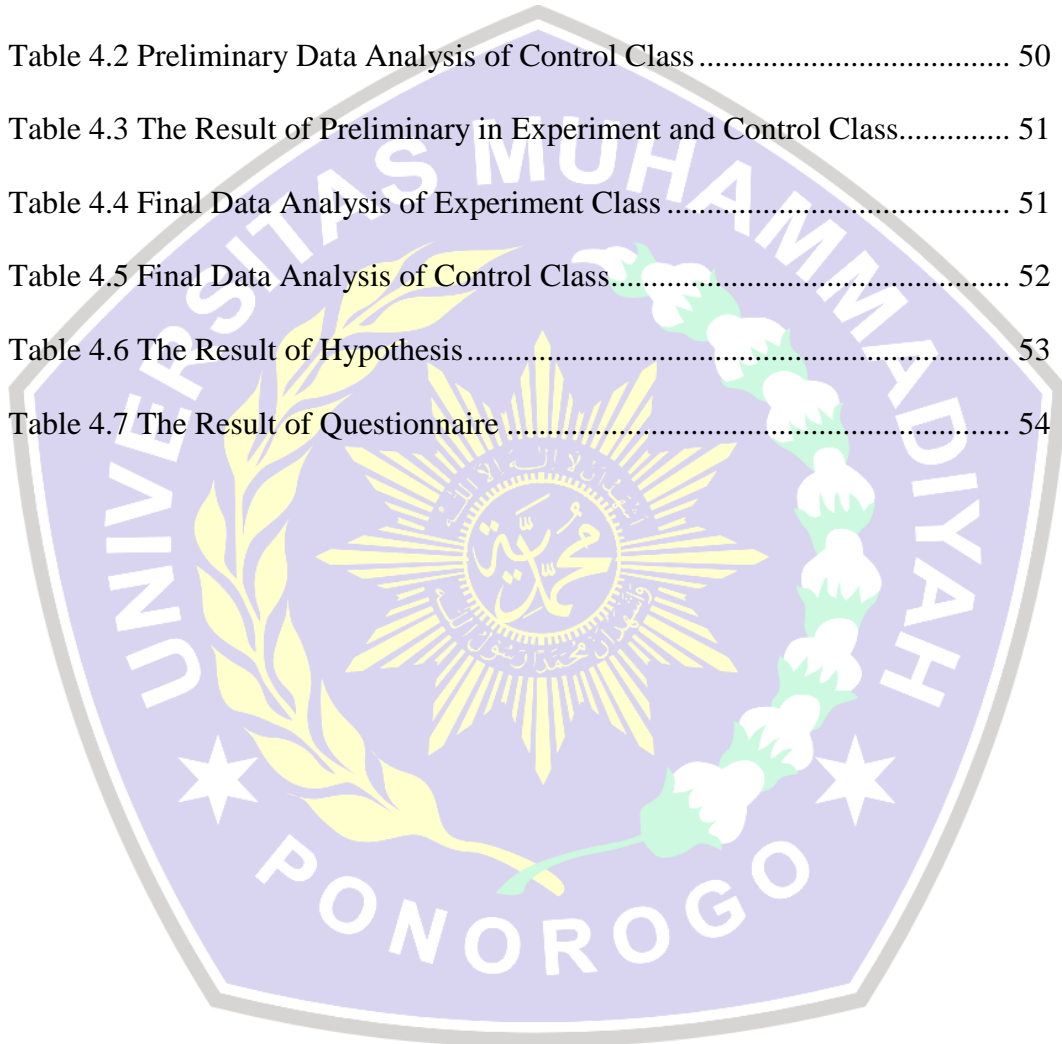 Table 4.2 Preliminary Data Analysis of Control Class ....................................... 50
Table 4.3 The Result of Preliminary in Experiment and Control Class.............. 51
Table 4.4 Final Data Analysis of Experiment Class ........................................... 51
Table 4.5 Final Data Analysis of Control Class.................................................. 52
Table 4.6 The Result of Hypothesis .................................................................... 53
Table 4.7 The Result of Questionnaire ............................................................... 54
UNIVERSITAS MUHAMMADIYAH
PONOROGO
محمدية